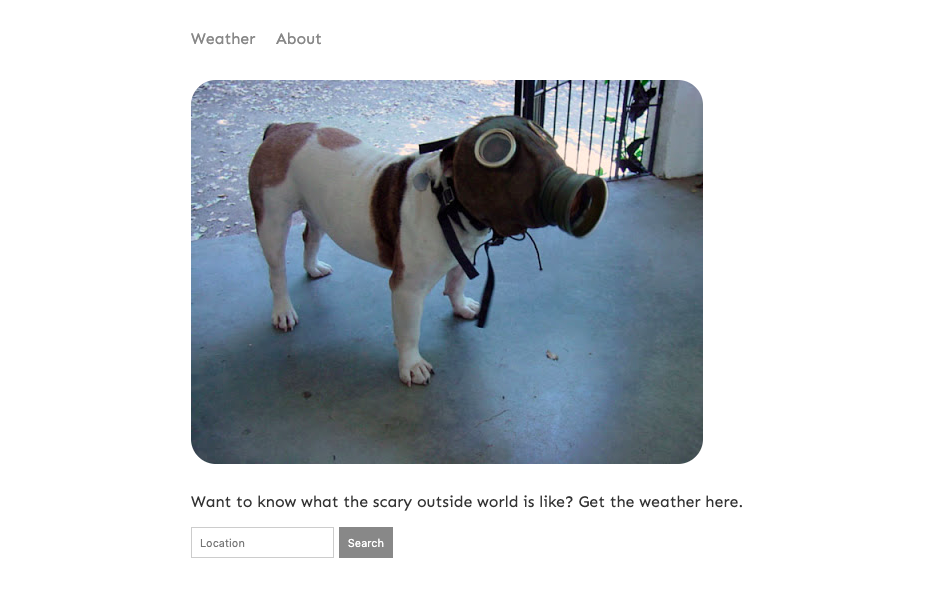 Weather About
Want to know what the scary outside world is like? Get the weather here.
Location Search